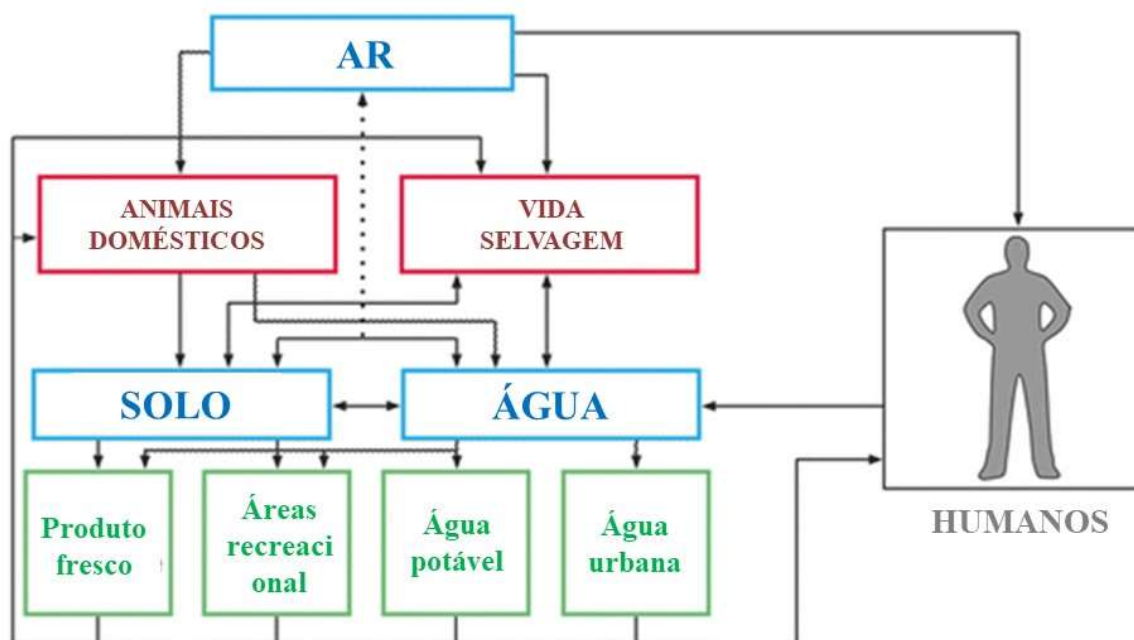 AR
ANIMAIS
DOMÉSTICOS
VIDA
SELVAGEM
SOLO
ÁGUA
Produto
fresco
Áreas
recreaci
onal
Água
potável
Água
urbana
HUMANOS